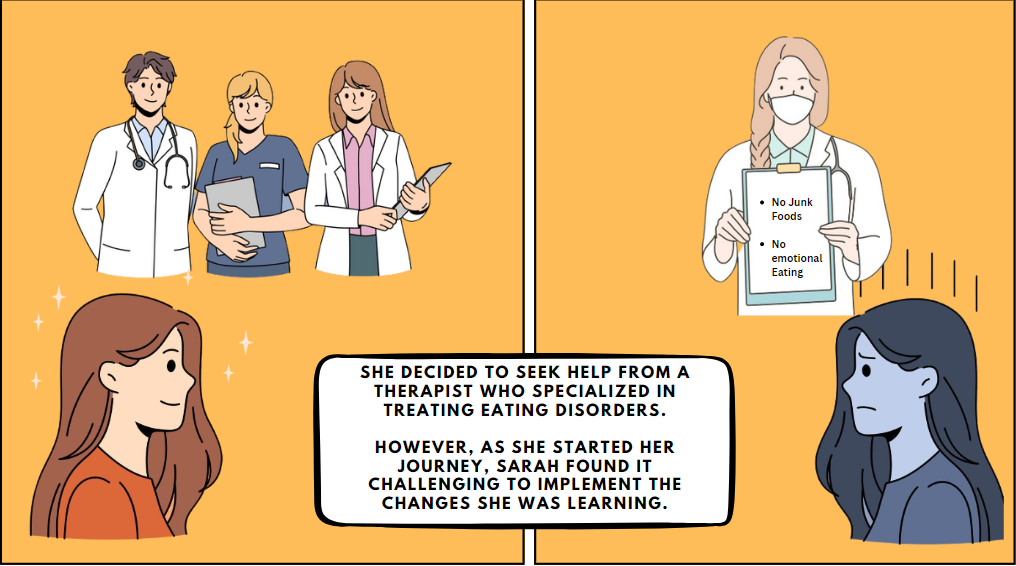 No Junk
Foods
No
emotional
Eating
SHE DECIDED TO SEEK HELP FROM A
THERAPIST WHO SPECIALIZED IN
TREATING EATING DISORDERS.
HOWEVER, AS SHE STARTED HER
JOURNEY, SARAH FOUND IT
CHALLENGING TO IMPLEMENT THE
CHANGES SHE WAS LEARNING.